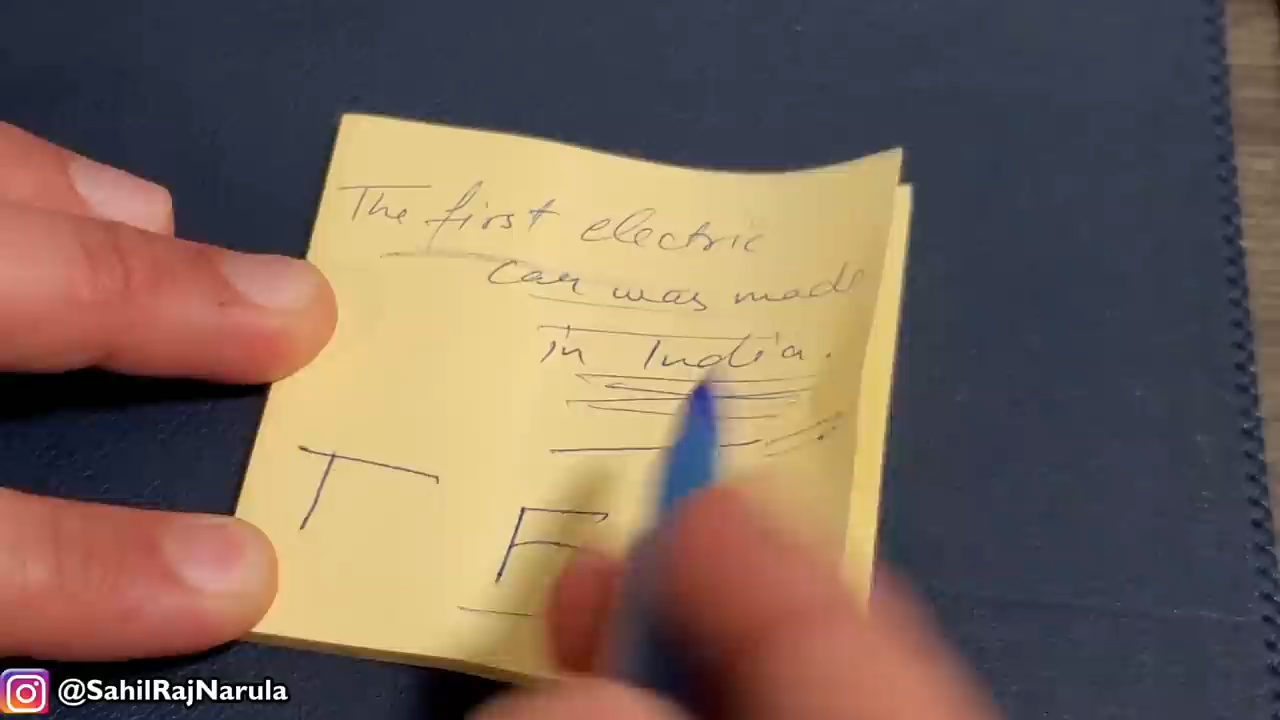 The first electric
car was made
in India.
T
F
@SahilRajNarula